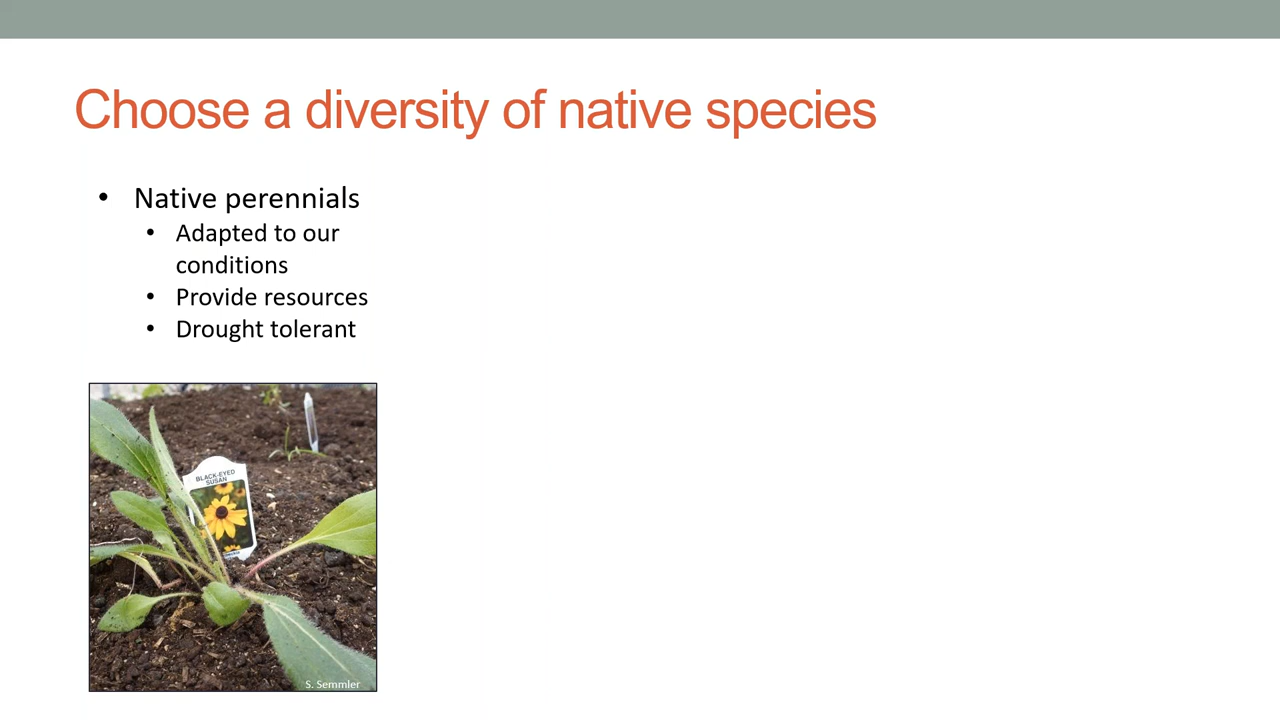 Choose a diversity of native species
• Native perennials
• Adapted to our
conditions
• Provide resources
• Drought tolerant
BLACK-EYED
SUSAN
S. Semmler